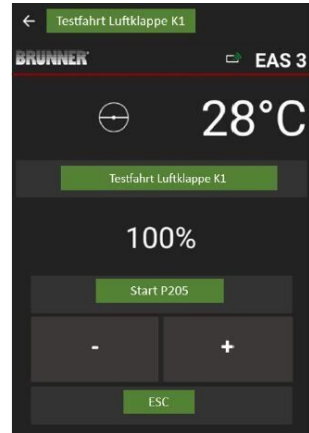 Testfahrt Luftklappe K1
BRUNNER EAS 3
28°C
Testfahrt Luftklappe K1
100%
Start P205
- +
ESC